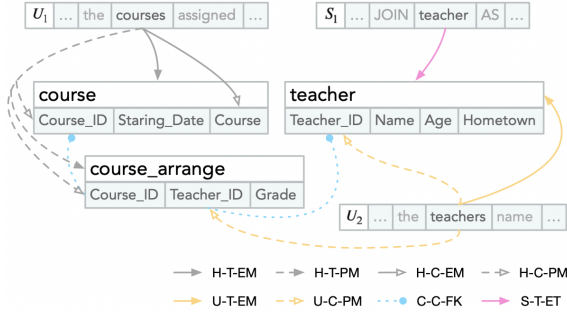 U1 ... the courses assigned ...
S1 ... JOIN teacher AS ...
course
Course_ID Staring_Date Course
teacher
Teacher_ID Name Age Hometown
course_arrange
Course_ID Teacher_ID Grade
U2 ... the teachers name ...
H-T-EM H-T-PM H-C-EM H-C-PM
U-T-EM U-C-PM C-C-FK S-T-ET